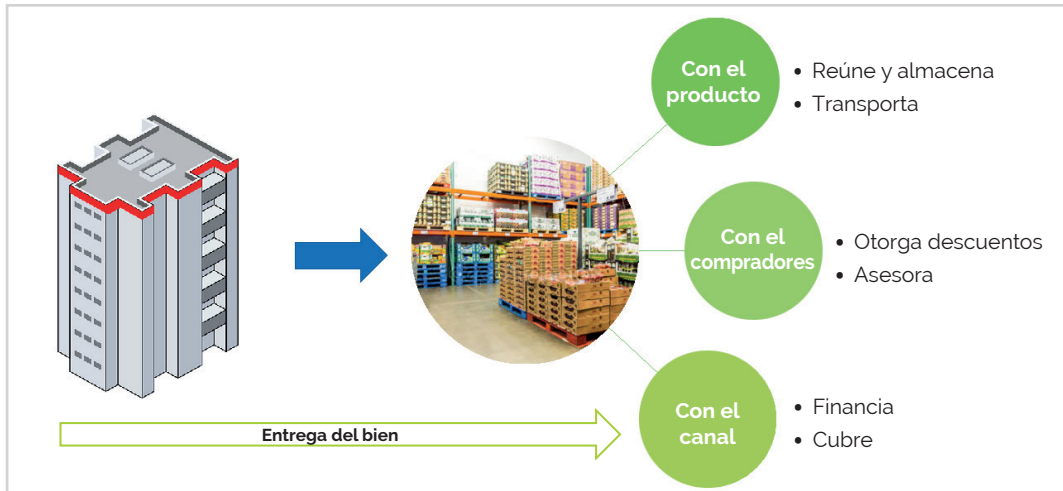 Con el
producto
• Reúne y almacena
• Transporta
Con el
compradores
• Otorga descuentos
• Asesora
Con el
canal
• Financia
• Cubre
Entrega del bien